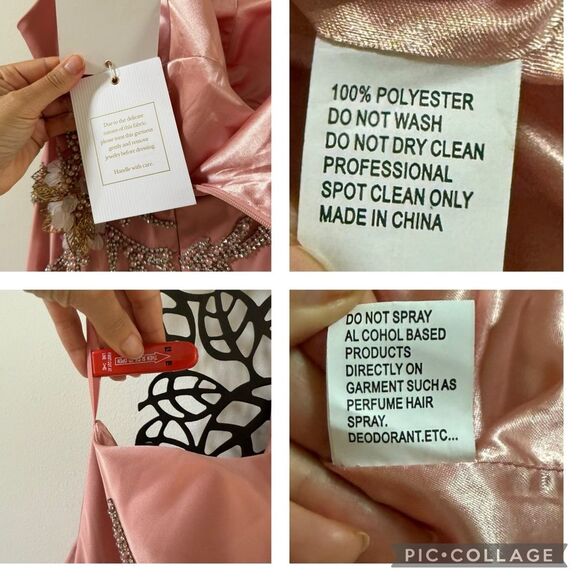 Due to the delicate
nature of this fabric,
please treat this garment
gently and remove
jewelry before dressing.
Handle with care.
100% POLYESTER
DO NOT WASH
DO NOT DRY CLEAN
PROFESSIONAL
SPOT CLEAN ONLY
MADE IN CHINA
DO NOT SPRAY
AL COHOL BASED
PRODUCTS
DIRECTLY ON
GARMENT SUCH AS
PERFUME HAIR
SPRAY.
DEODORANT.ETC...
PIC•COLLAGE